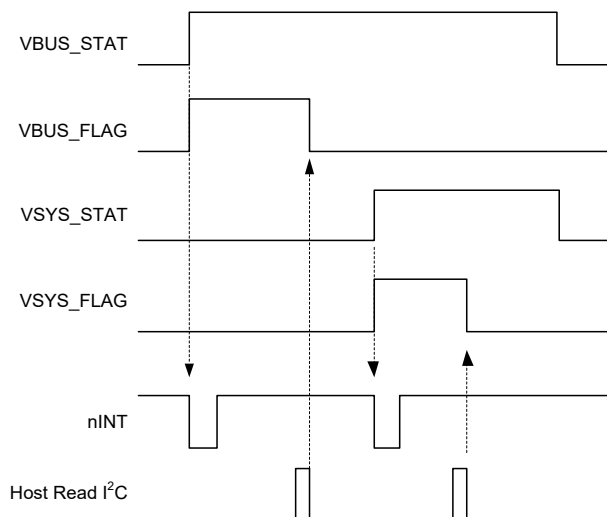 VBUS_STAT
VBUS_FLAG
VSYS_STAT
VSYS_FLAG
nINT
Host Read I²C